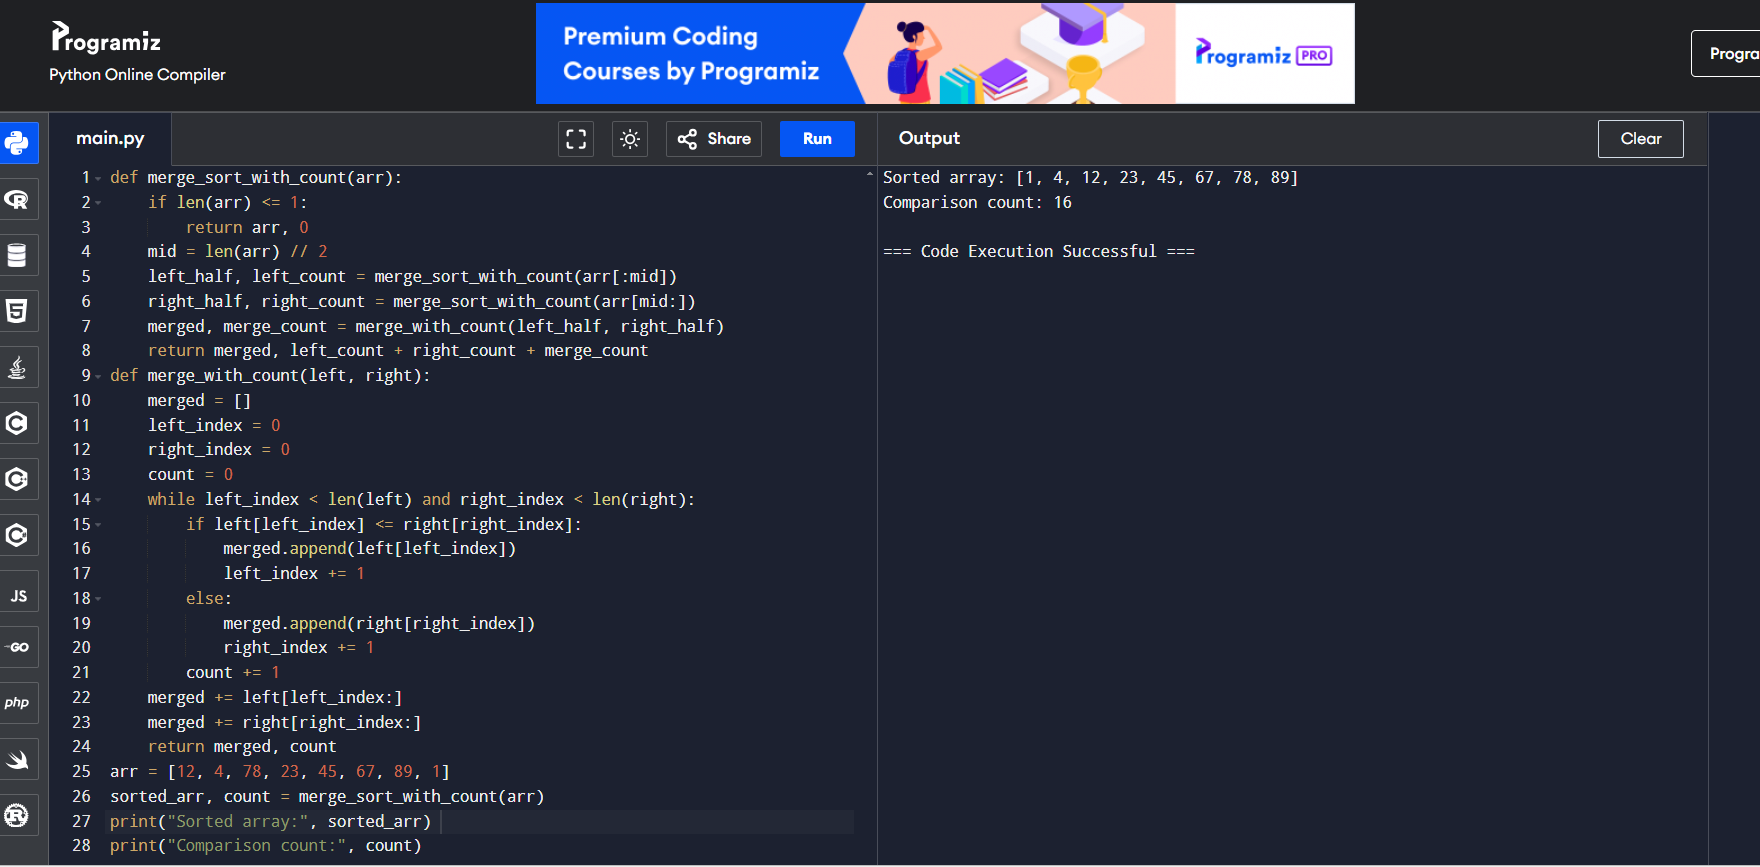 Programiz
Python Online Compiler
Premium Coding
Courses by Programiz
Programiz PRO
Progra
main.py
Share
Run
Output
Clear
1 def merge_sort_with_count(arr):
2     if len(arr) <= 1:
3         return arr, 0
4     mid = len(arr) // 2
5     left_half, left_count = merge_sort_with_count(arr[:mid])
6     right_half, right_count = merge_sort_with_count(arr[mid:])
7     merged, merge_count = merge_with_count(left_half, right_half)
8     return merged, left_count + right_count + merge_count
9 def merge_with_count(left, right):
10     merged = []
11     left_index = 0
12     right_index = 0
13     count = 0
14     while left_index < len(left) and right_index < len(right):
15         if left[left_index] <= right[right_index]:
16             merged.append(left[left_index])
17             left_index += 1
18         else:
19             merged.append(right[right_index])
20             right_index += 1
21         count += 1
22     merged += left[left_index:]
23     merged += right[right_index:]
24     return merged, count
25 arr = [12, 4, 78, 23, 45, 67, 89, 1]
26 sorted_arr, count = merge_sort_with_count(arr)
27 print("Sorted array:", sorted_arr)
28 print("Comparison count:", count)
Sorted array: [1, 4, 12, 23, 45, 67, 78, 89]
Comparison count: 16
=== Code Execution Successful ===
R
5
C
C
C
JS
GO
php
R